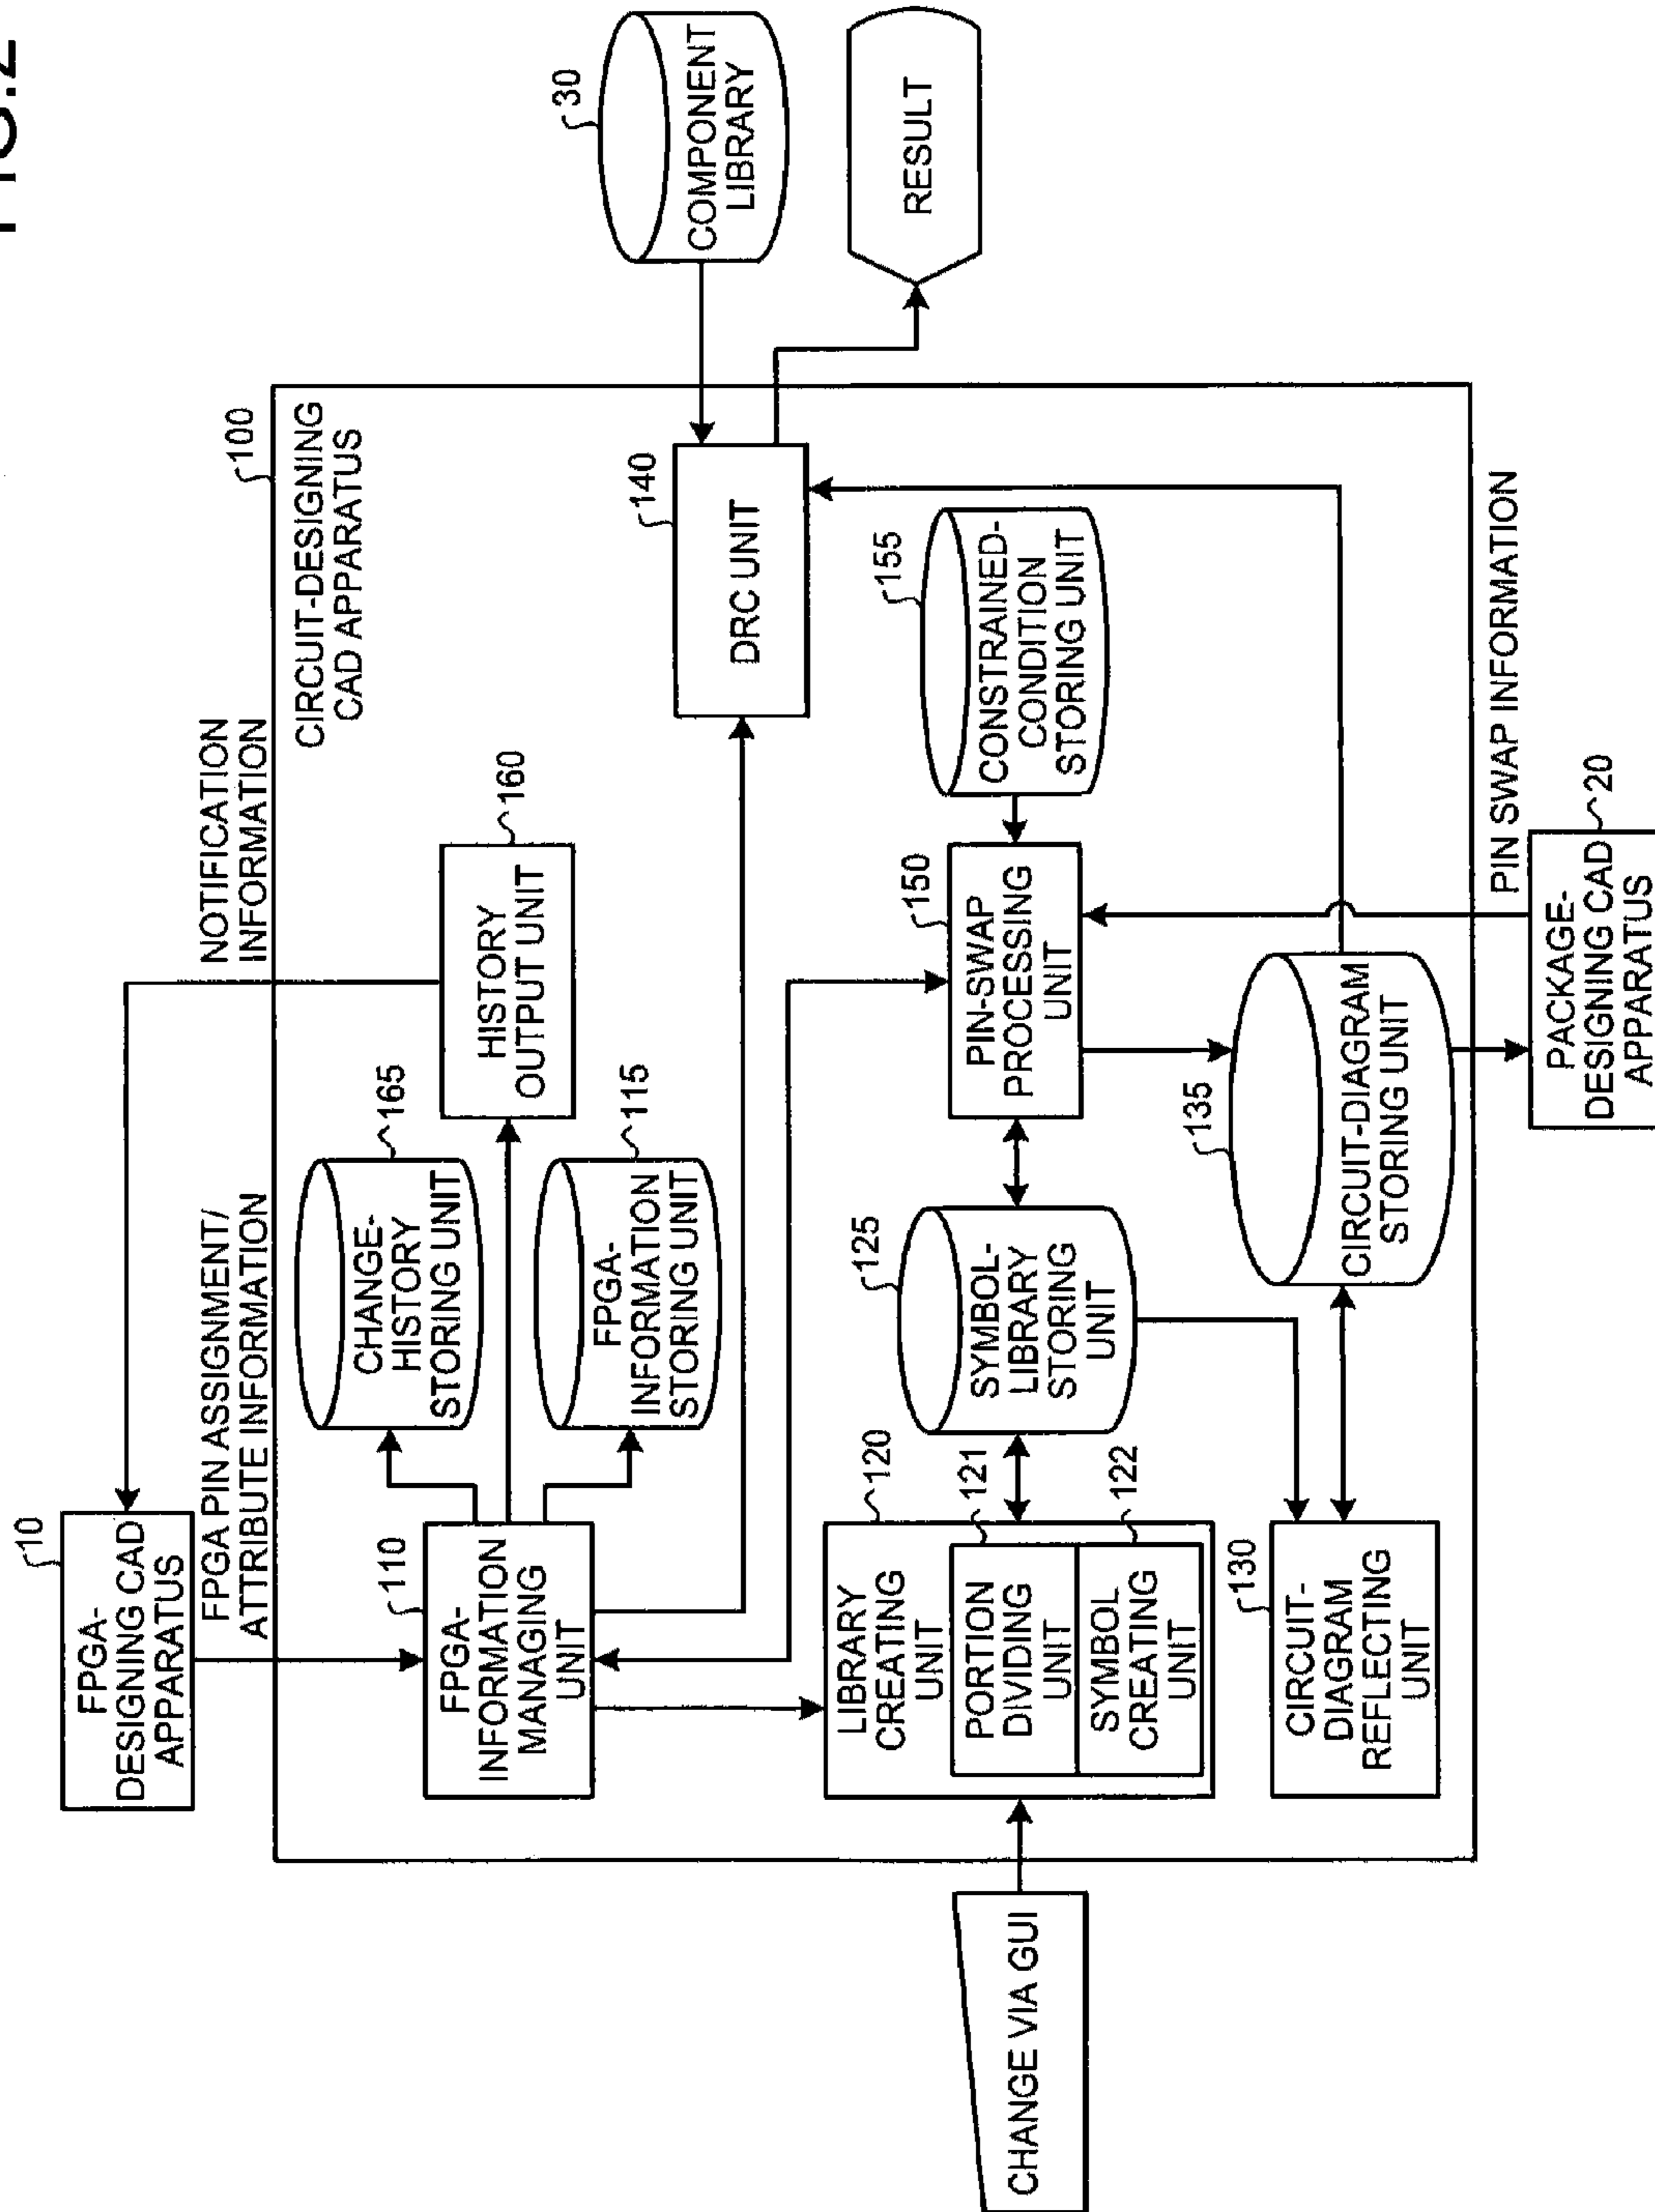 FIG.2
10
FPGA-
DESIGNING CAD
APPARATUS
FPGA PIN ASSIGNMENT/
ATTRIBUTE INFORMATION
NOTIFICATION
INFORMATION
100
CIRCUIT-DESIGNING
CAD APPARATUS
110
FPGA-
INFORMATION
MANAGING
UNIT
165
CHANGE-
HISTORY
STORING UNIT
115
FPGA-
INFORMATION
STORING UNIT
160
HISTORY
OUTPUT UNIT
140
DRC UNIT
30
COMPONENT
LIBRARY
RESULT
CHANGE VIA GUI
120
LIBRARY
CREATING
UNIT
121
PORTION
DIVIDING
UNIT
122
SYMBOL
CREATING
UNIT
125
SYMBOL-
LIBRARY
STORING
UNIT
150
PIN-SWAP
PROCESSING
UNIT
155
CONSTRAINED-
CONDITION
STORING UNIT
130
CIRCUIT-
DIAGRAM
REFLECTING
UNIT
135
CIRCUIT-DIAGRAM
STORING UNIT
PIN SWAP INFORMATION
20
PACKAGE-
DESIGNING CAD
APPARATUS